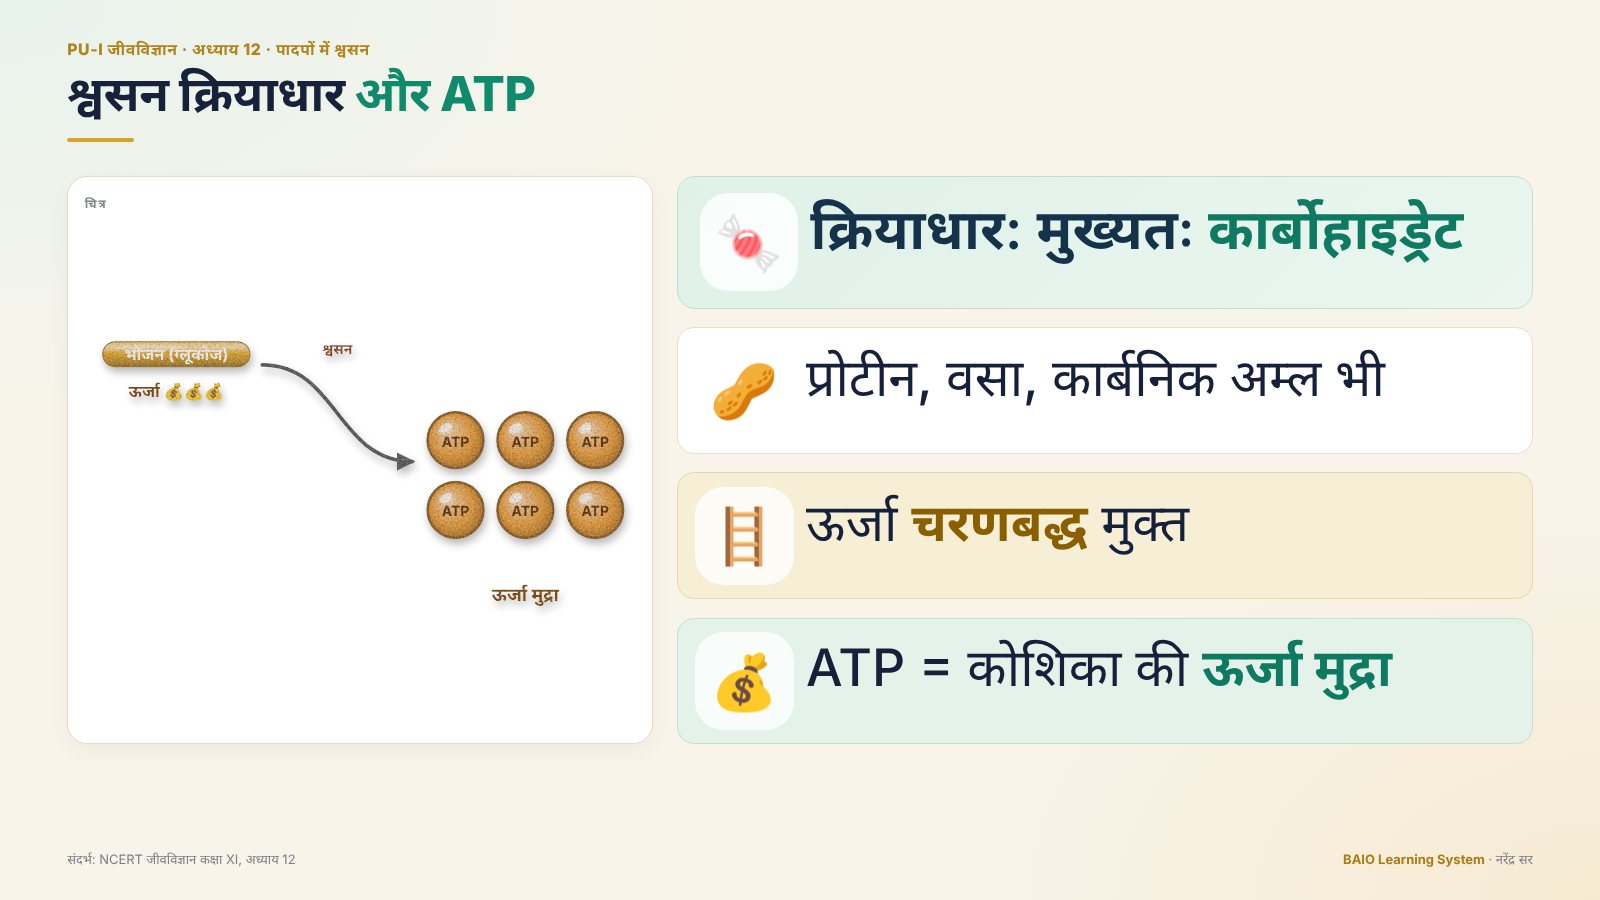 PU-I जीवविज्ञान · अध्याय 12 · पादपों में श्वसन
श्वसन क्रियाधार और ATP
चित्र
भोजन (ग्लूकोज)
ऊर्जा
श्वसन
ATP ATP ATP
ATP ATP ATP
ऊर्जा मुद्रा
क्रियाधार: मुख्यतः कार्बोहाइड्रेट
प्रोटीन, वसा, कार्बनिक अम्ल भी
ऊर्जा चरणबद्ध मुक्त
ATP = कोशिका की ऊर्जा मुद्रा
संदर्भ: NCERT जीवविज्ञान कक्षा XI, अध्याय 12
BAIO Learning System · नरेंद्र सर